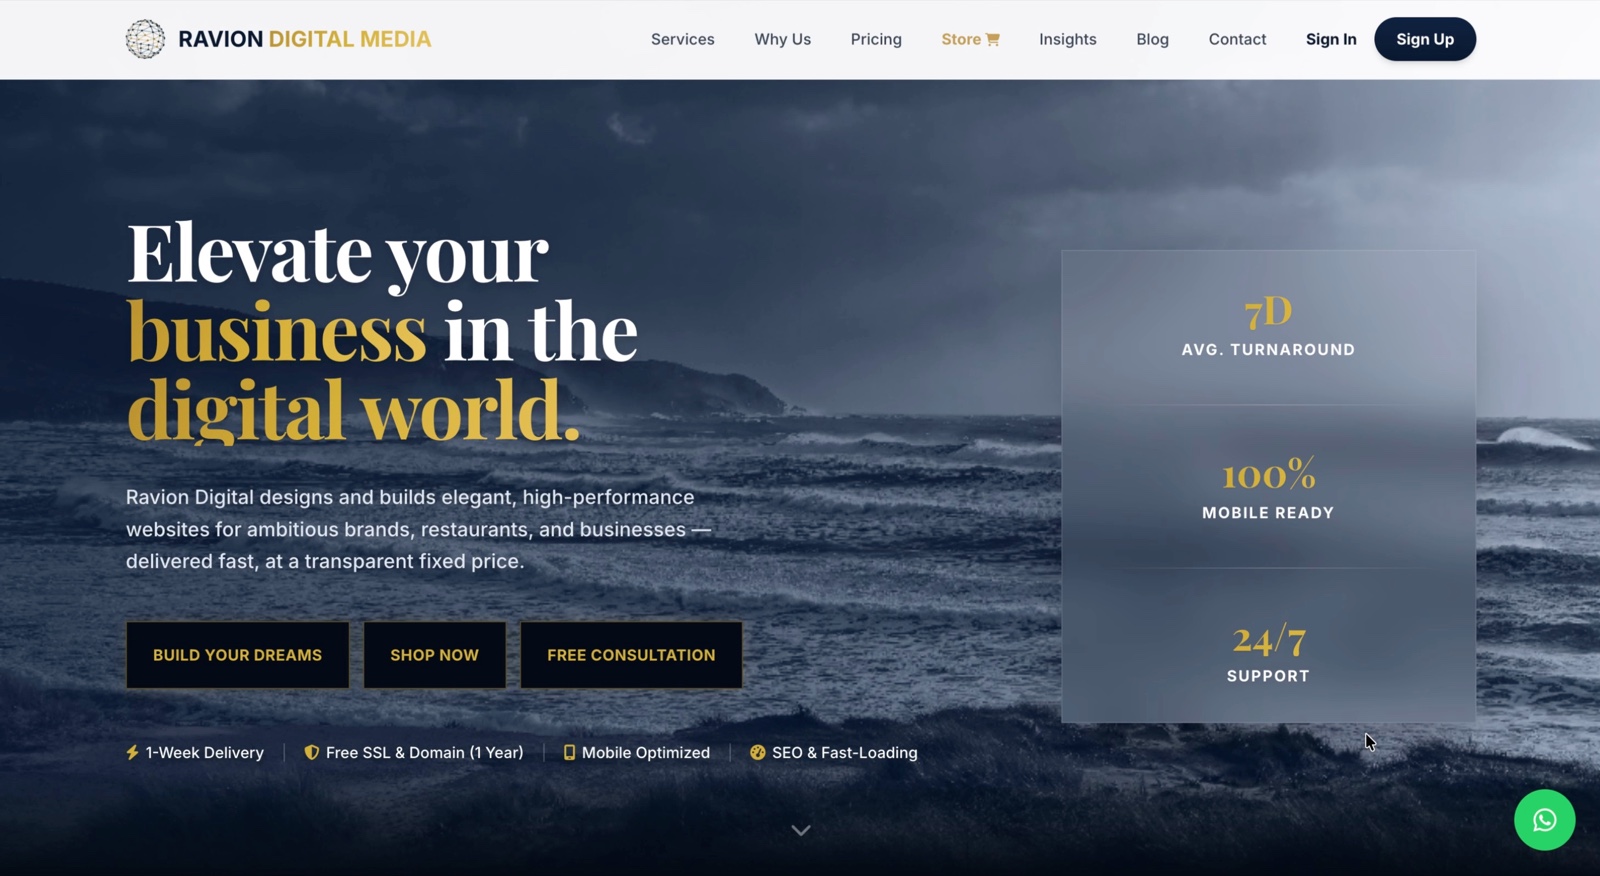 RAVION DIGITAL MEDIA
Services
Why Us
Pricing
Store
Insights
Blog
Contact
Sign In
Sign Up
Elevate your
business in the
digital world.
Ravion Digital designs and builds elegant, high-performance
websites for ambitious brands, restaurants, and businesses —
delivered fast, at a transparent fixed price.
BUILD YOUR DREAMS
SHOP NOW
FREE CONSULTATION
1-Week Delivery
Free SSL & Domain (1 Year)
Mobile Optimized
SEO & Fast-Loading
7D
AVG. TURNAROUND
100%
MOBILE READY
24/7
SUPPORT